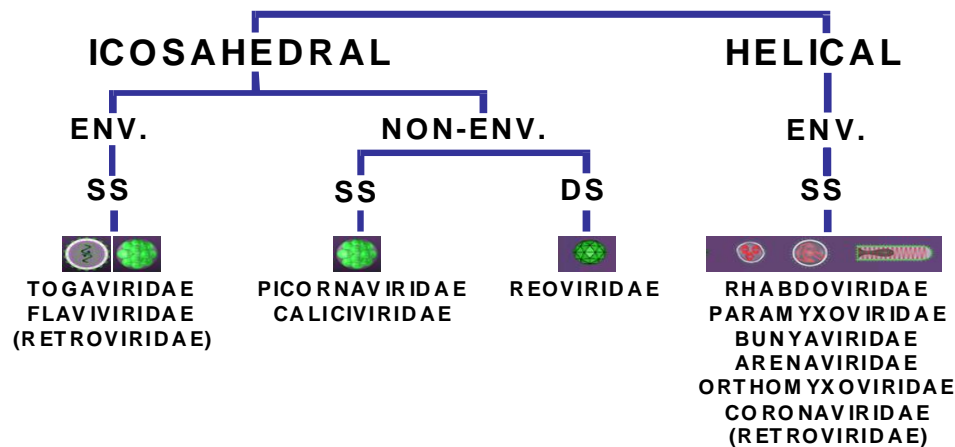 ICOSAHEDRAL HELICAL
ENV. NON-ENV. ENV.
SS SS DS SS
TOGAVIRIDAE
FLAVIVIRIDAE
(RETROVIRIDAE)
PICORNAVIRIDAE
CALICIVIRIDAE
REOVIRIDAE
RHABDOVIRIDAE
PARAMYXOVIRIDAE
BUNYAVIRIDAE
ARENAVIRIDAE
ORTHOMYXOVIRIDAE
CORONAVIRIDAE
(RETROVIRIDAE)